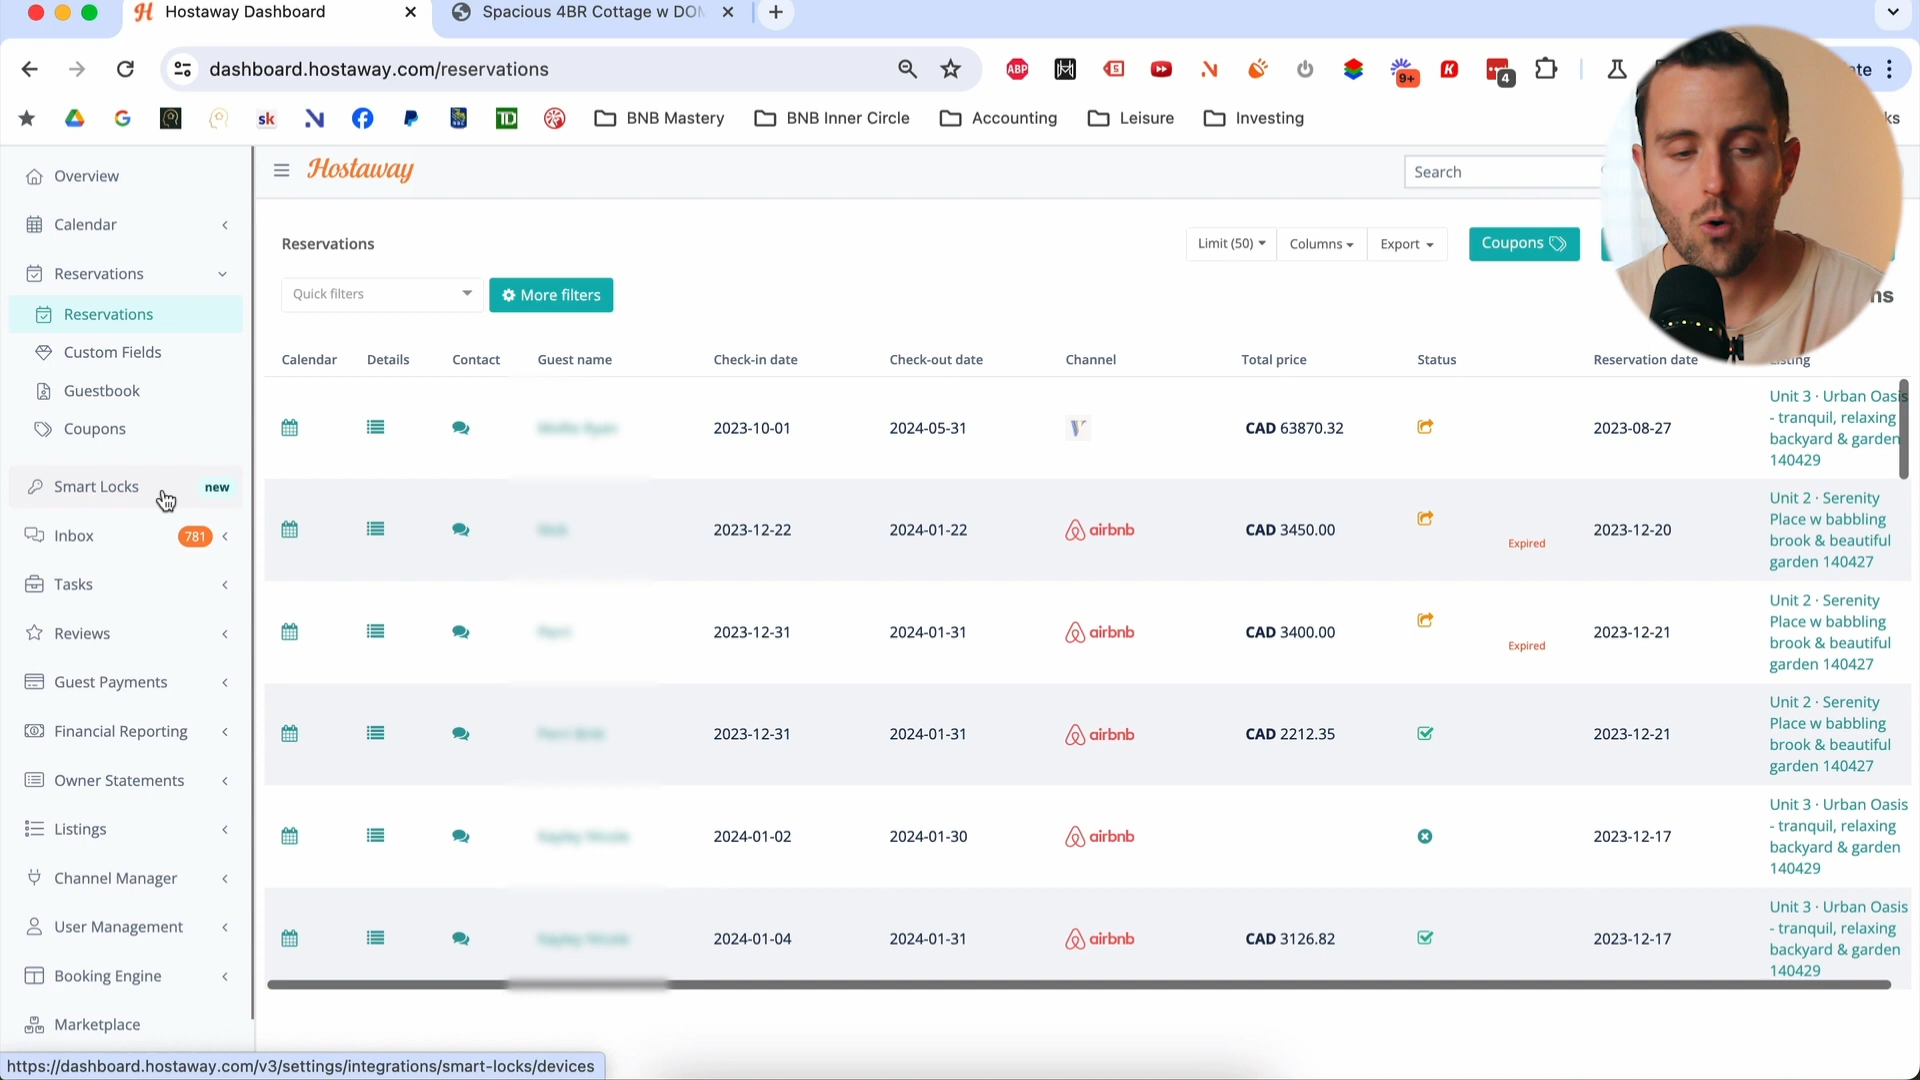 Hostaway Dashboard
Spacious 4BR Cottage w DOM
dashboard.hostaway.com/reservations
ABP
5
9+
K
4
sk
TD
BNB Mastery
BNB Inner Circle
Accounting
Leisure
Investing
Overview
Calendar
Reservations
Reservations
Custom Fields
Guestbook
Coupons
Smart Locks new
Inbox 781
Tasks
Reviews
Guest Payments
Financial Reporting
Owner Statements
Listings
Channel Manager
User Management
Booking Engine
Marketplace
https://dashboard.hostaway.com/v3/settings/integrations/smart-locks/devices
Hostaway
Search
Reservations
Limit (50)
Columns
Export
Coupons
Quick filters
More filters
Calendar Details Contact Guest name Check-in date Check-out date Channel Total price Status Reservation date
2023-10-01 2024-05-31 CAD 63870.32 2023-08-27
Unit 3 · Urban Oasis
- tranquil, relaxing
backyard & garden
140429
2023-12-22 2024-01-22 airbnb CAD 3450.00 Expired 2023-12-20
Unit 2 · Serenity
Place w babbling
brook & beautiful
garden 140427
2023-12-31 2024-01-31 airbnb CAD 3400.00 Expired 2023-12-21
Unit 2 · Serenity
Place w babbling
brook & beautiful
garden 140427
2023-12-31 2024-01-31 airbnb CAD 2212.35 2023-12-21
Unit 2 · Serenity
Place w babbling
brook & beautiful
garden 140427
2024-01-02 2024-01-30 airbnb 2023-12-17
Unit 3 · Urban Oasis
- tranquil, relaxing
backyard & garden
140429
2024-01-04 2024-01-31 airbnb CAD 3126.82 2023-12-17
Unit 3 · Urban Oasis
- tranquil, relaxing
backyard & garden
140429